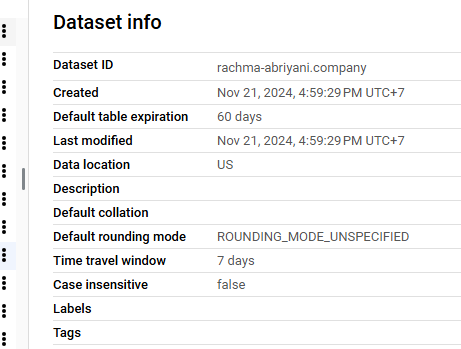 Dataset info
Dataset ID rachma-abriyani.company
Created Nov 21, 2024, 4:59:29 PM UTC+7
Default table expiration 60 days
Last modified Nov 21, 2024, 4:59:29 PM UTC+7
Data location US
Description
Default collation
Default rounding mode ROUNDING_MODE_UNSPECIFIED
Time travel window 7 days
Case insensitive false
Labels
Tags